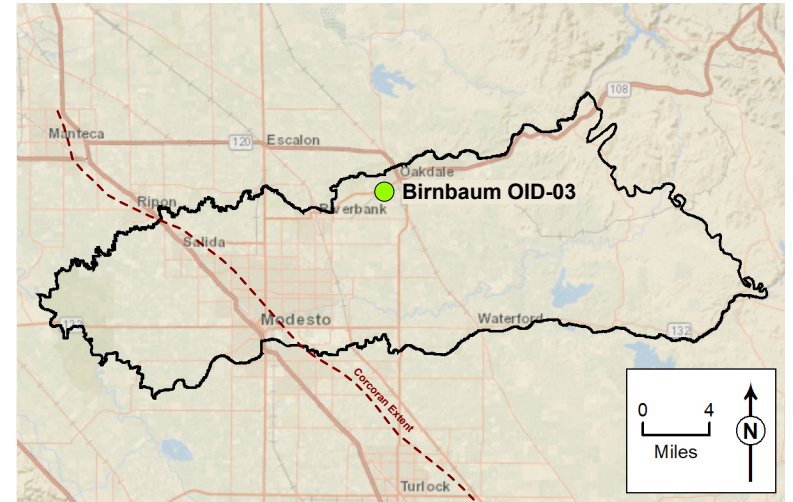 108
Manteca
120
Escalon
Oakdale
Birnbaum OID-03
Ripon
Riverbank
Salida
Waterford
132
Modesto
132
Corcoran Extent
Turlock
0 4
Miles
N